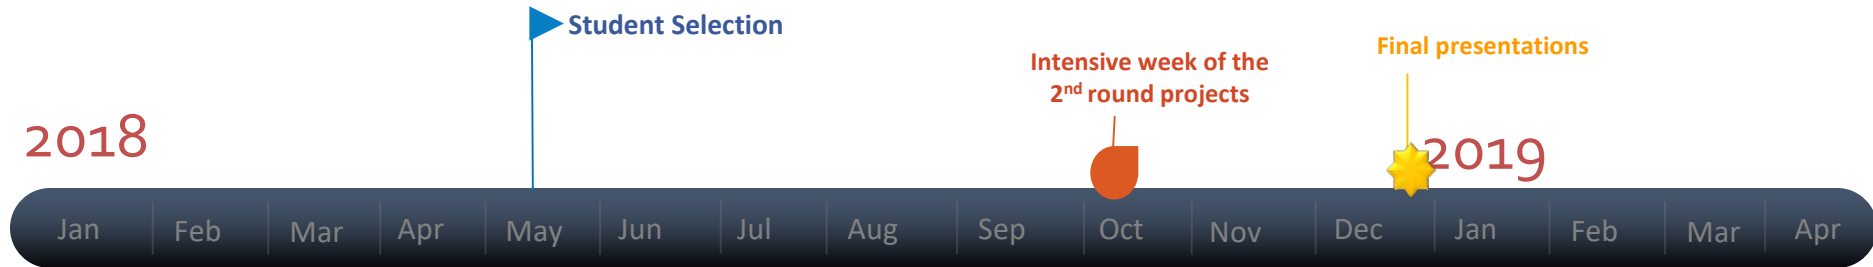 Student Selection
Intensive week of the
2nd round projects
Final presentations
2018
2019
Jan Feb Mar Apr May Jun Jul Aug Sep Oct Nov Dec Jan Feb Mar Apr